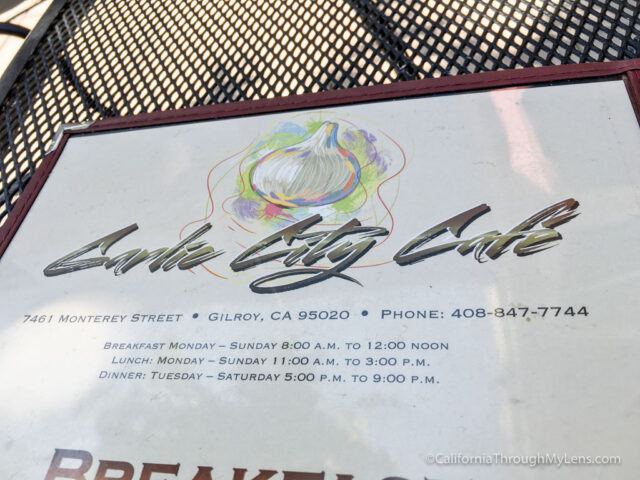 Garlic City Café
7461 Monterey Street • Gilroy, CA 95020 • Phone: 408-847-7744
Breakfast Monday – Sunday 8:00 a.m. to 12:00 noon
Lunch: Monday – Sunday 11:00 a.m. to 3:00 p.m.
Dinner: Tuesday – Saturday 5:00 p.m. to 9:00 p.m.
Breakfast
©CaliforniaThroughMyLens.com